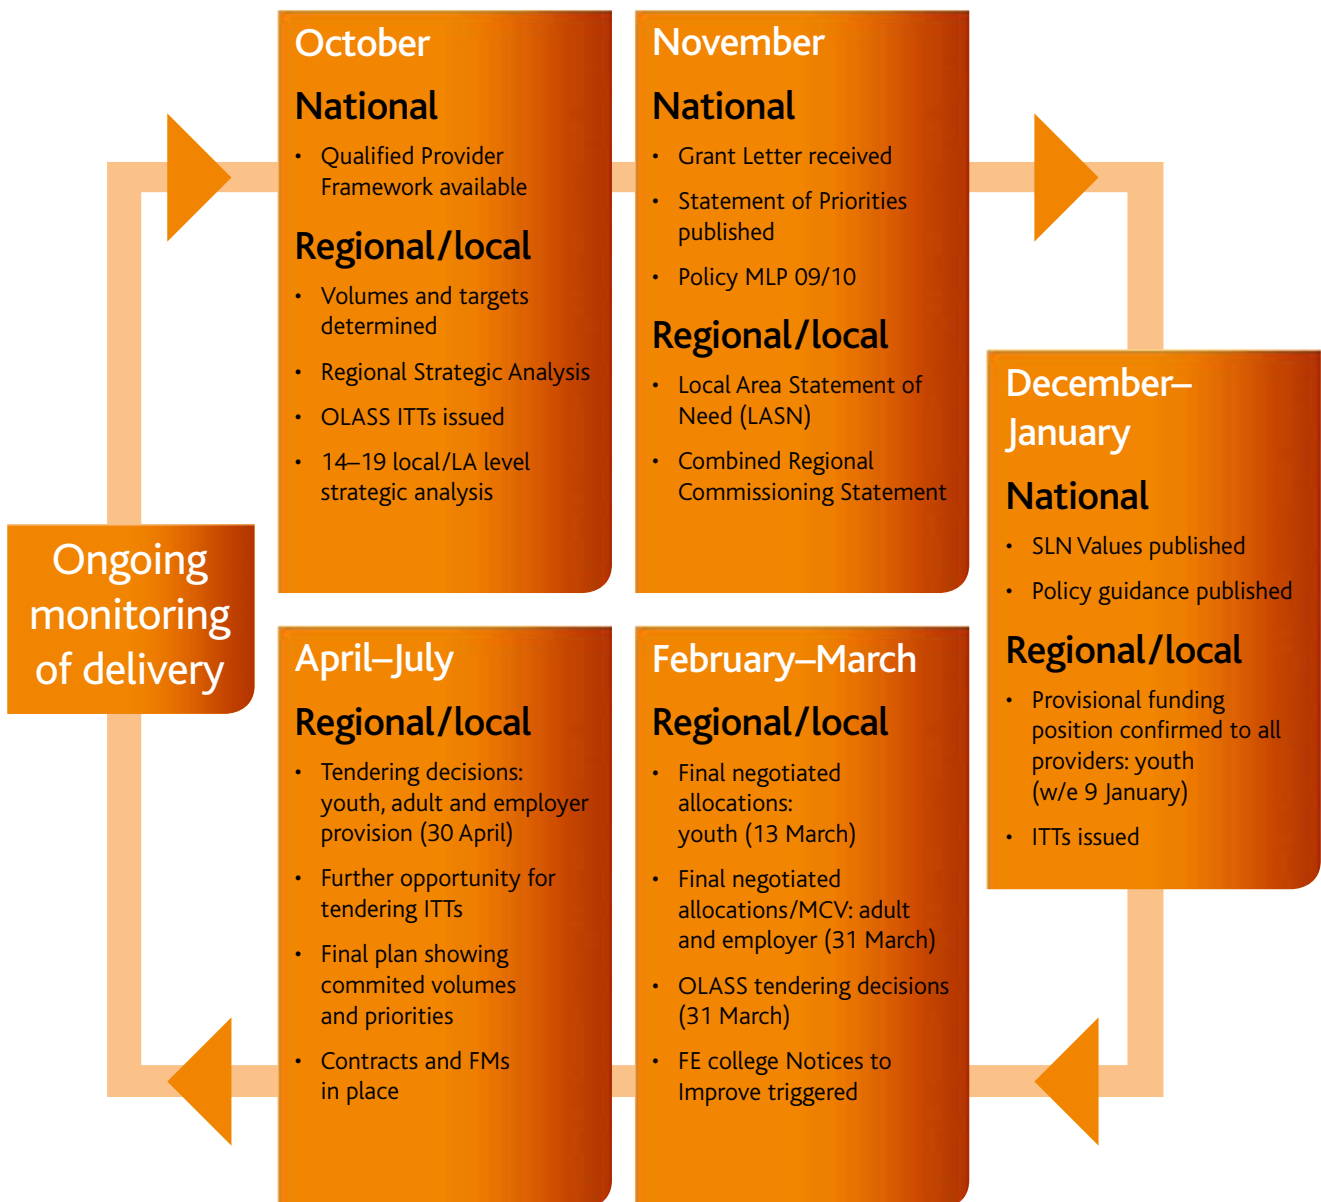 October
National
• Qualified Provider
Framework available
Regional/local
• Volumes and targets
determined
• Regional Strategic Analysis
• OLASS ITTs issued
• 14–19 local/LA level
strategic analysis
November
National
• Grant Letter received
• Statement of Priorities
published
• Policy MLP 09/10
Regional/local
• Local Area Statement of
Need (LASN)
• Combined Regional
Commissioning Statement
December–
January
National
• SLN Values published
• Policy guidance published
Regional/local
• Provisional funding
position confirmed to all
providers: youth
(w/e 9 January)
• ITTs issued
February–March
Regional/local
• Final negotiated
allocations:
youth (13 March)
• Final negotiated
allocations/MCV: adult
and employer (31 March)
• OLASS tendering decisions
(31 March)
• FE college Notices to
Improve triggered
April–July
Regional/local
• Tendering decisions:
youth, adult and employer
provision (30 April)
• Further opportunity for
tendering ITTs
• Final plan showing
commited volumes
and priorities
• Contracts and FMs
in place
Ongoing
monitoring
of delivery